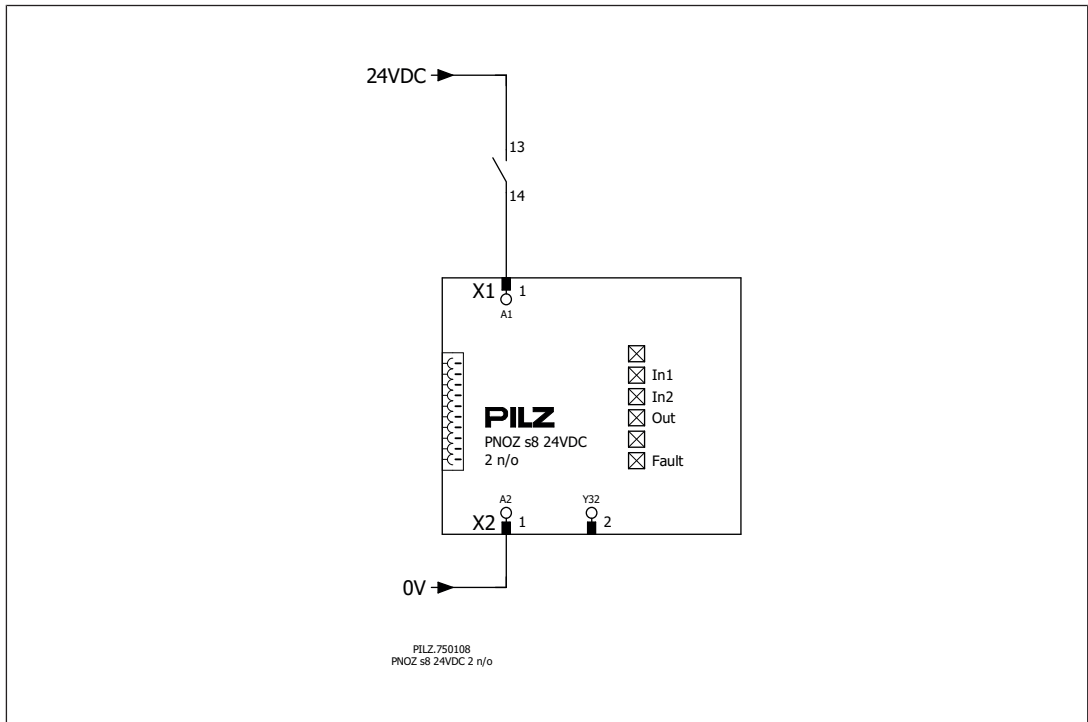 24VDC
13
14
X1
1
A1
In1
In2
Out
Fault
PILZ
PNOZ s8 24VDC
2 n/o
A2
Y32
X2
1
2
0V
PILZ.750108
PNOZ s8 24VDC 2 n/o